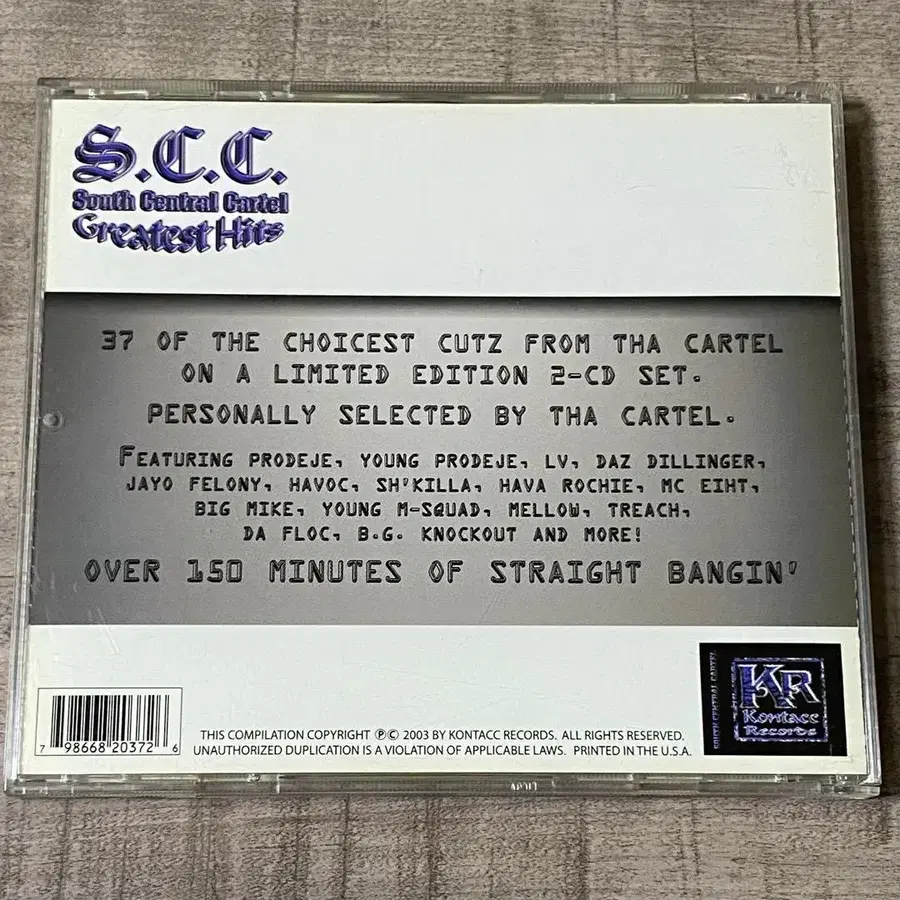 S.C.C.
South Central Cartel
Greatest Hits
37 OF THE CHOICEST CUTZ FROM THA CARTEL
ON A LIMITED EDITION 2-CD SET.
PERSONALLY SELECTED BY THA CARTEL.
FEATURING PRODEJE, YOUNG PRODEJE, LV, DAZ DILLINGER,
JAYO FELONY, HAVOC, SH'KILLA, HAVA ROCHIE, MC EIHT,
BIG MIKE, YOUNG M-SQUAD, MELLOW, TREACH,
DA FLOC, B.G. KNOCKOUT AND MORE!
OVER 150 MINUTES OF STRAIGHT BANGIN'
SOUTH CENTRAL CARTEL
KR
Kontacc
Records
7 98668 20372 6
THIS COMPILATION COPYRIGHT ℗© 2003 BY KONTACC RECORDS. ALL RIGHTS RESERVED.
UNAUTHORIZED DUPLICATION IS A VIOLATION OF APPLICABLE LAWS. PRINTED IN THE U.S.A.